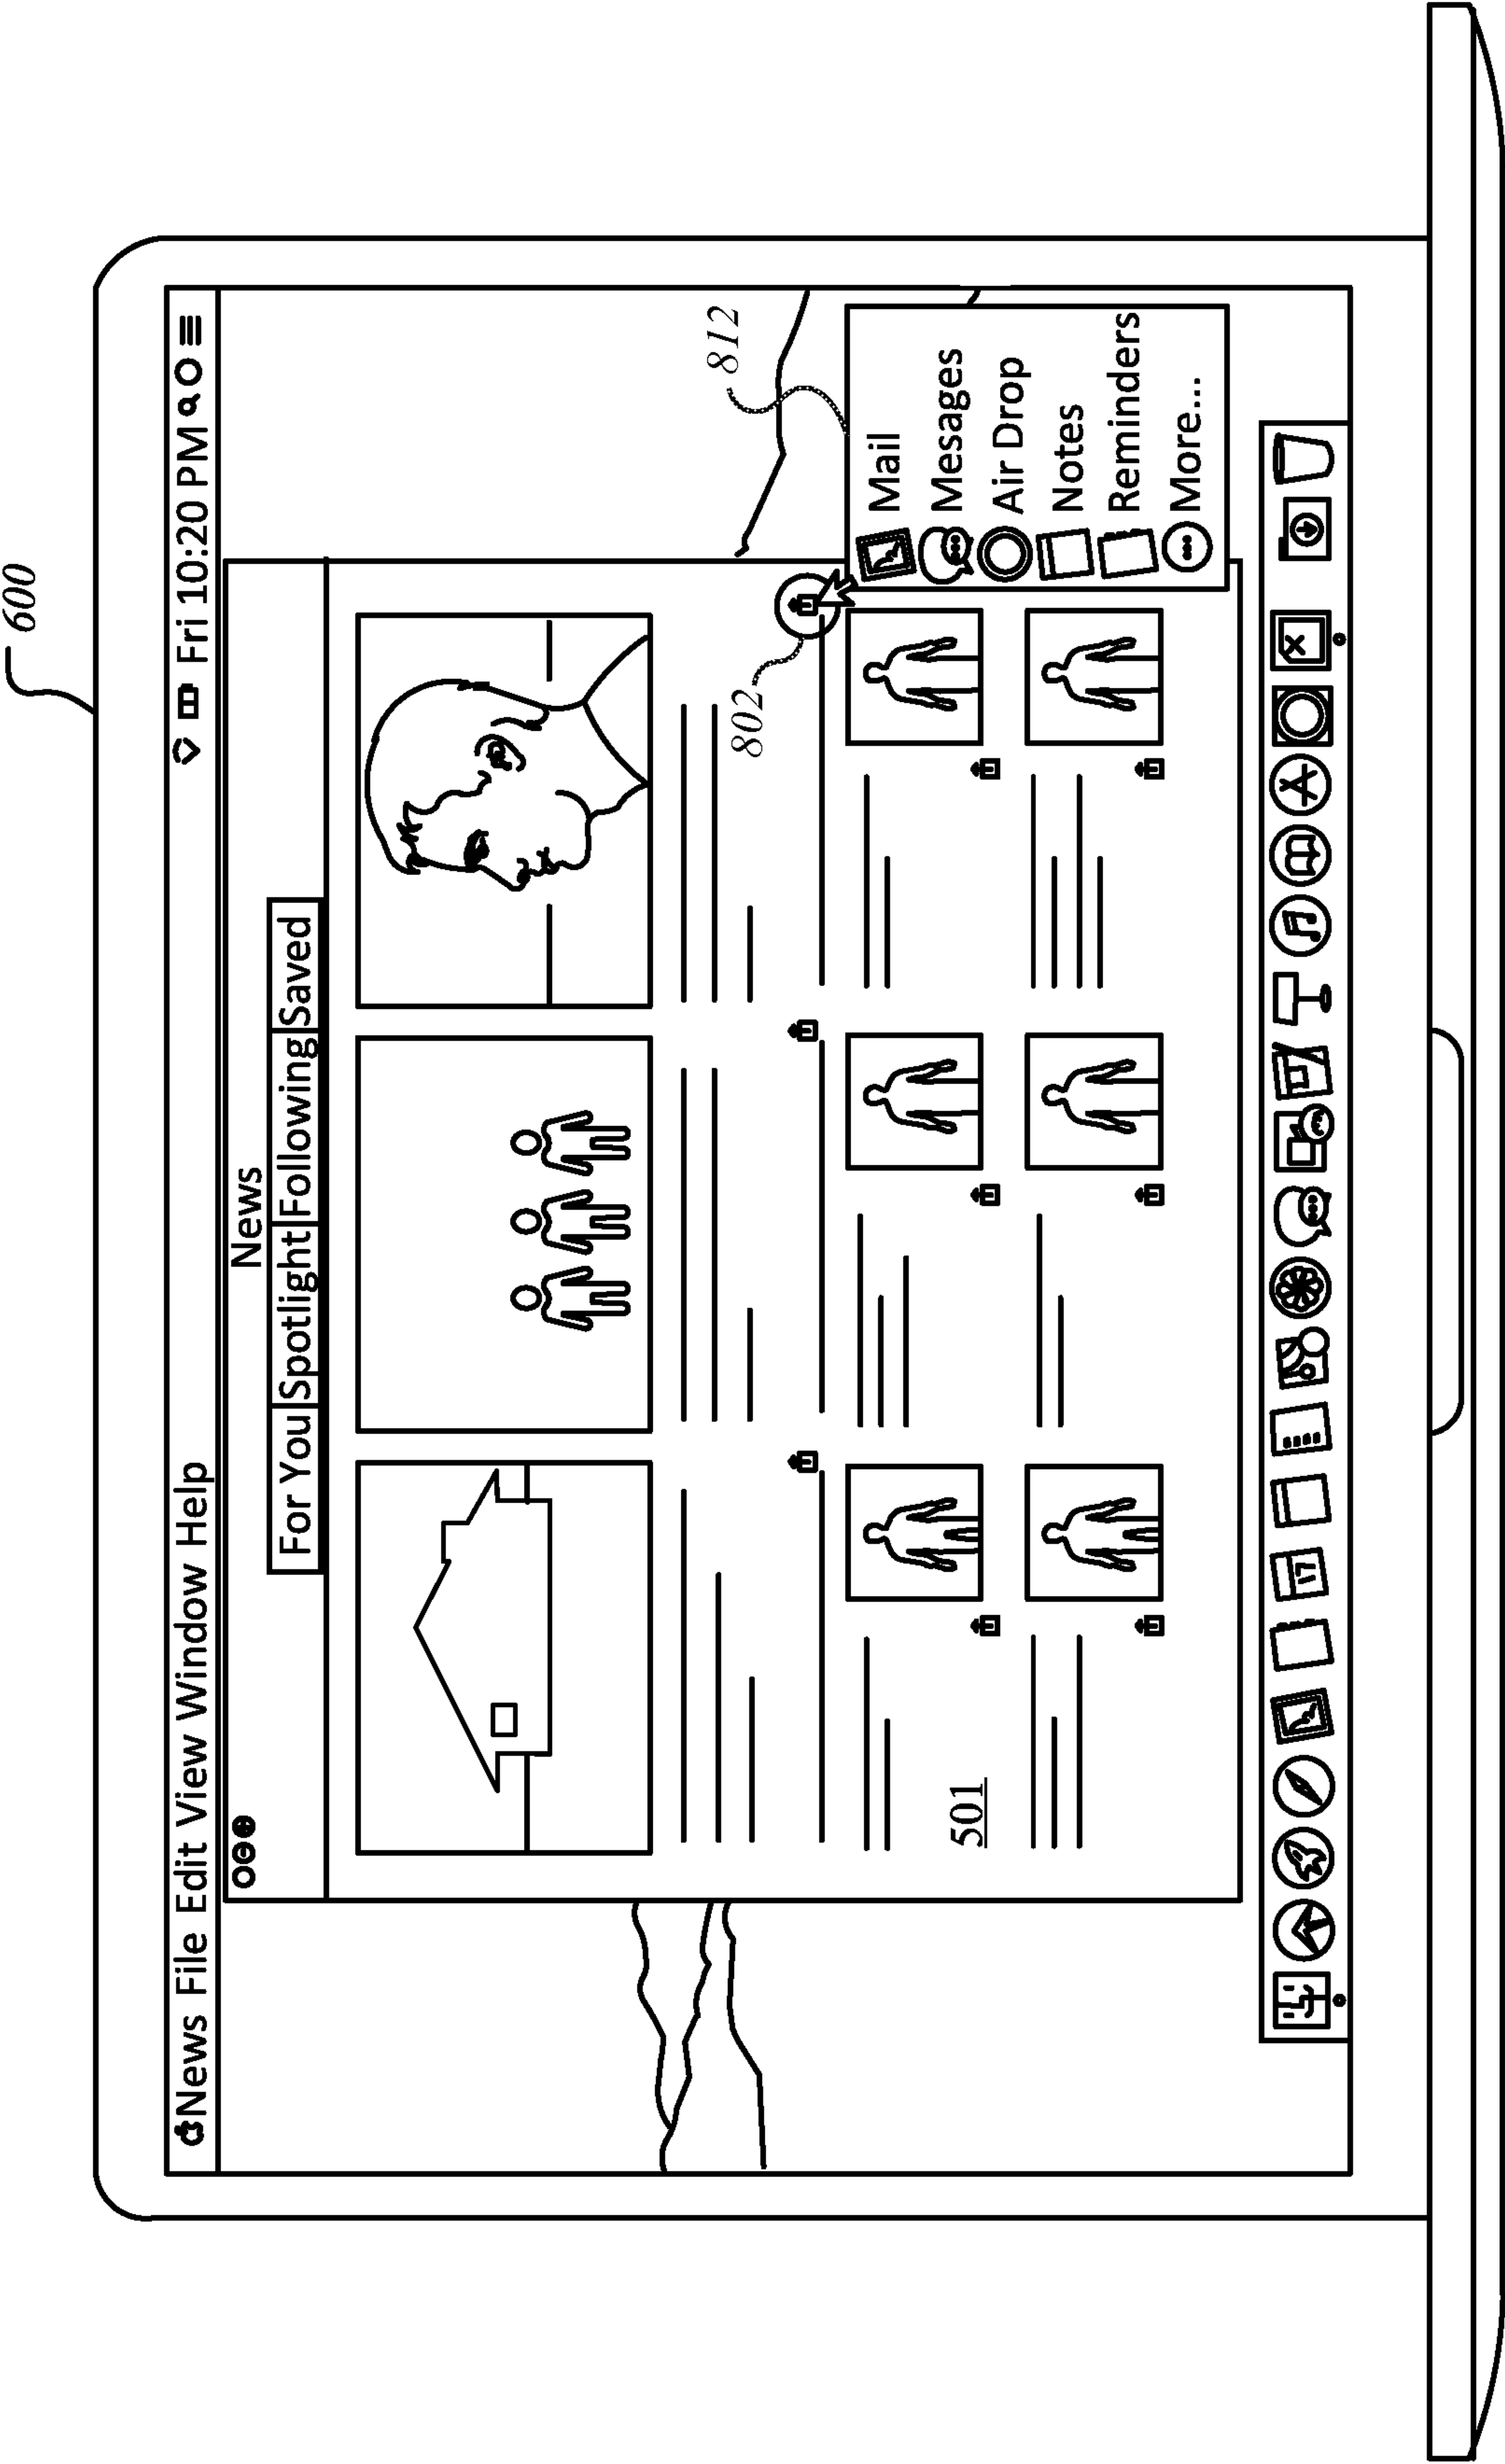 600
News File Edit View Window Help
Fri 10:20 PM
News
For You Spotlight Following Saved
812
802
Mail
Mesages
Air Drop
Notes
Reminders
More...
501
17